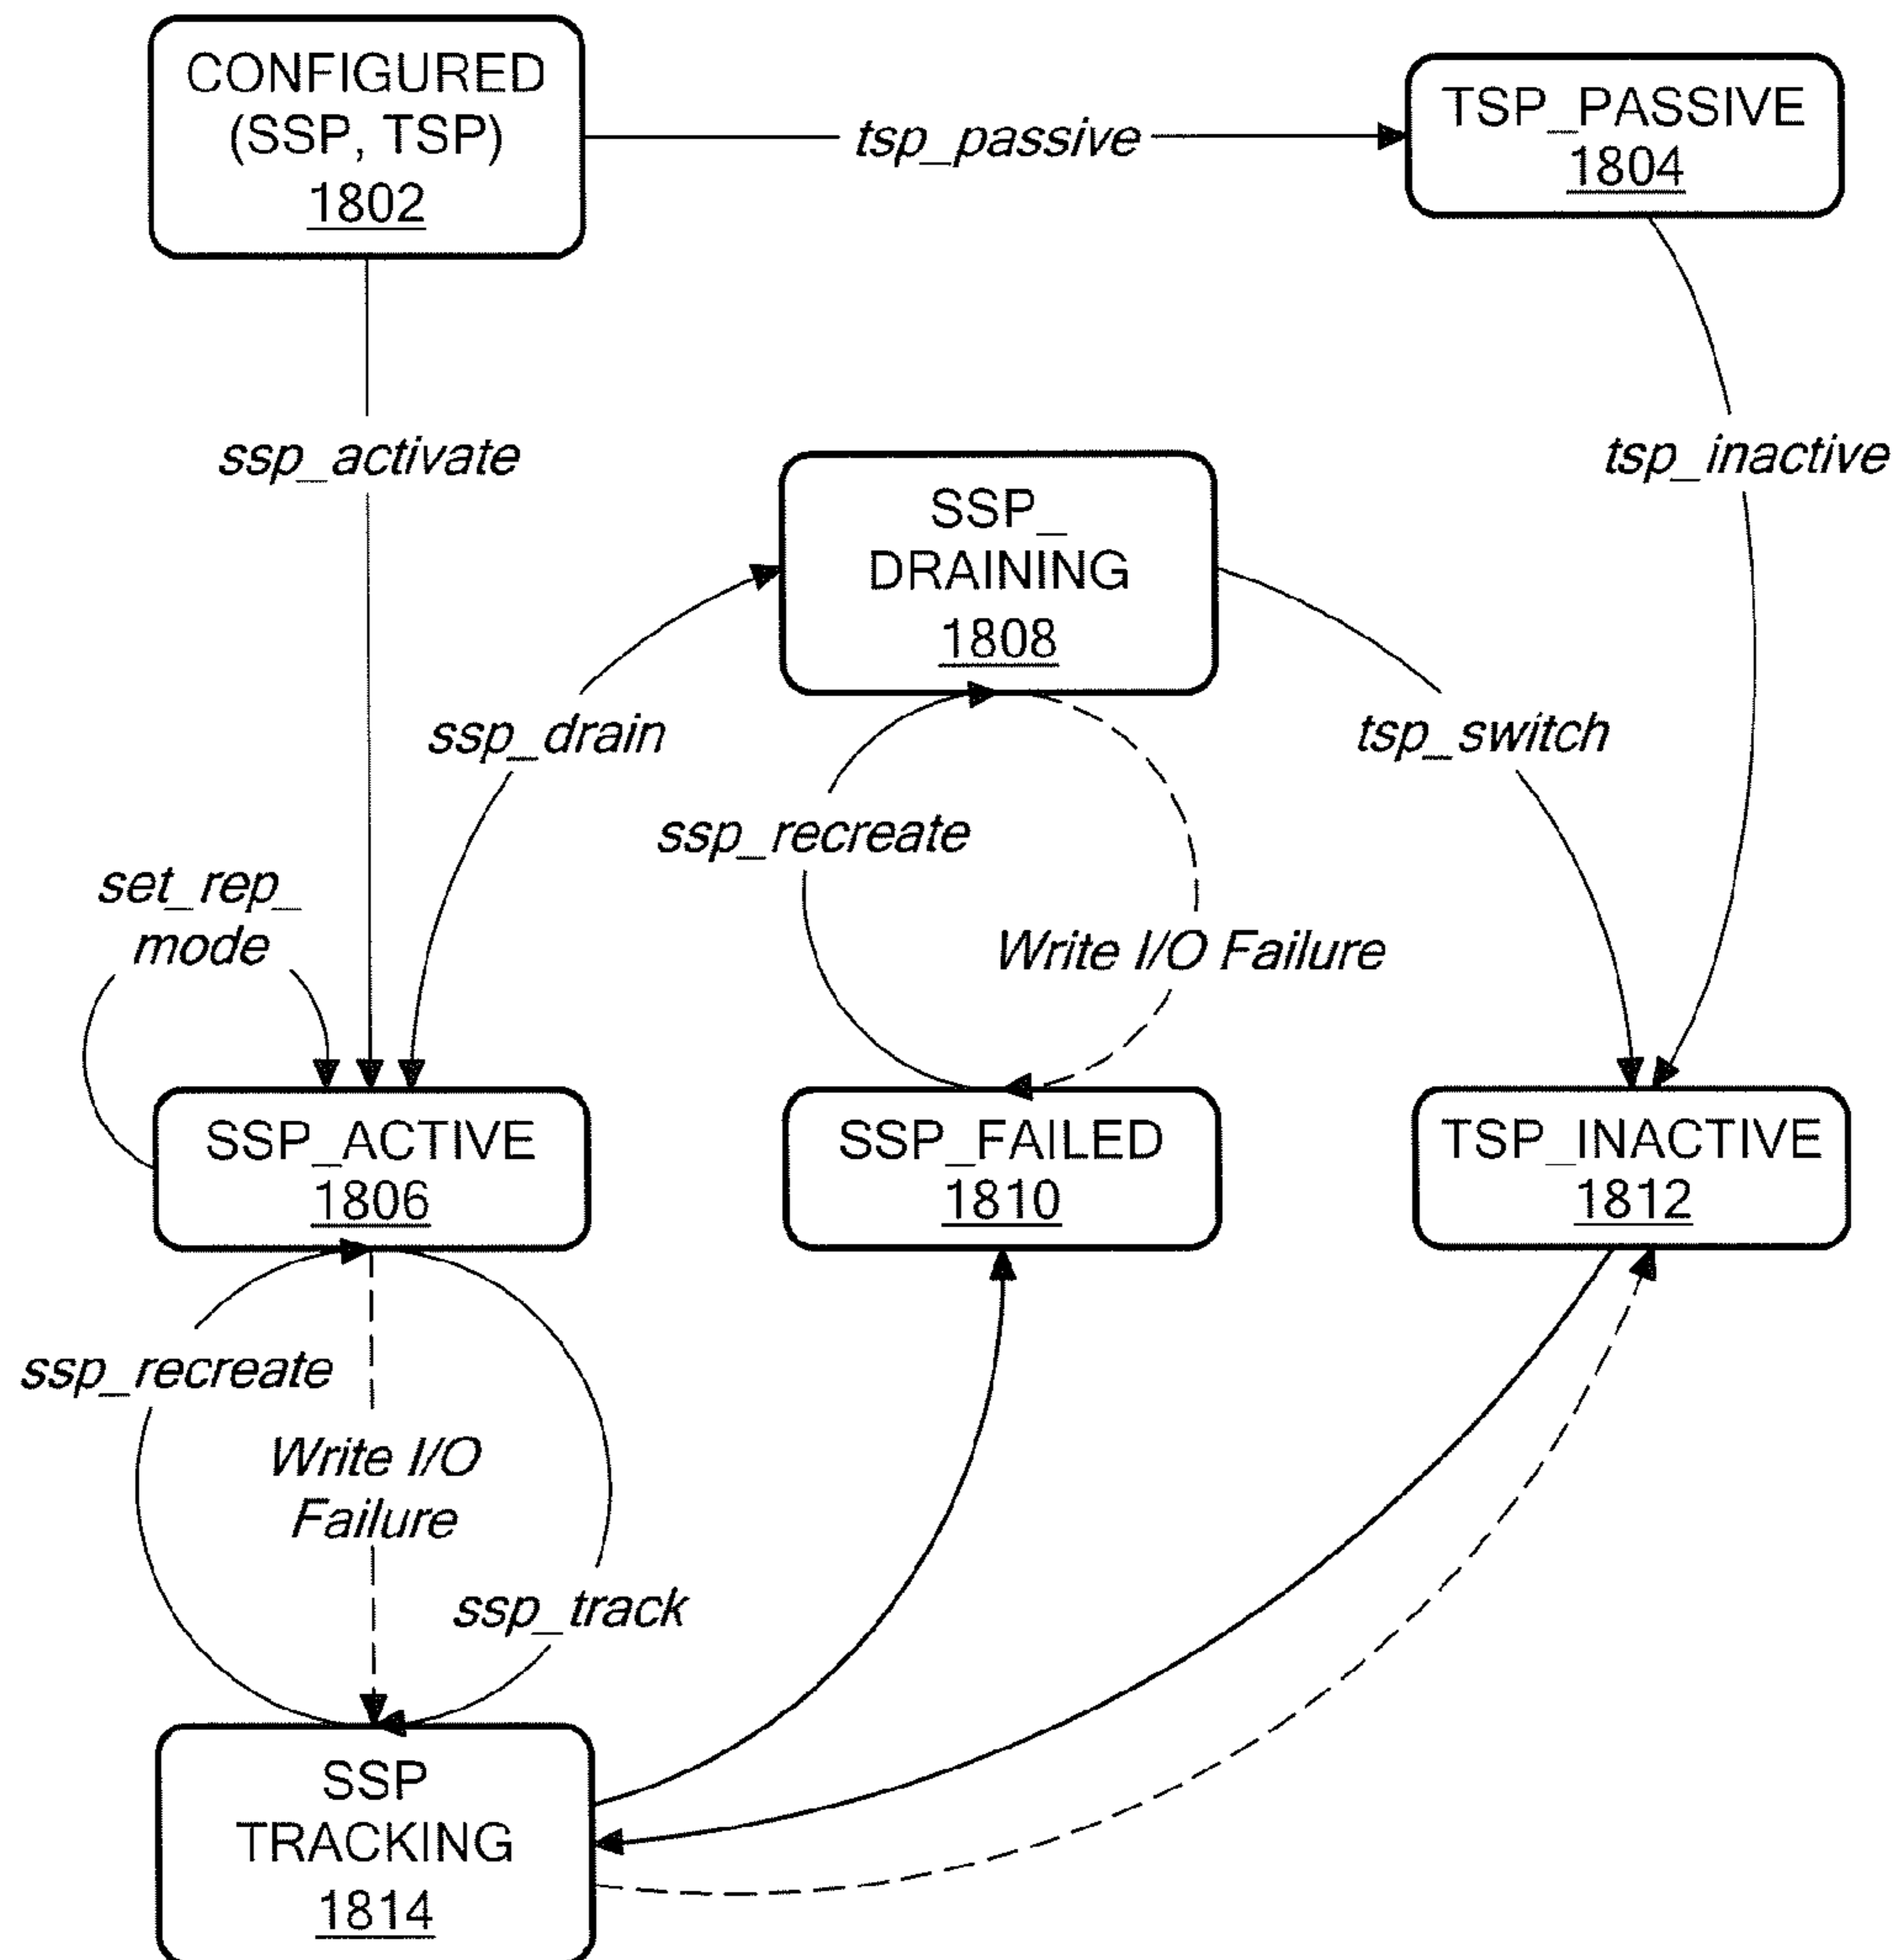 CONFIGURED
(SSP, TSP)
1802
tsp_passive
TSP_PASSIVE
1804
ssp_activate
tsp_inactive
SSP_
DRAINING
1808
ssp_drain
tsp_switch
ssp_recreate
set_rep_
mode
Write I/O Failure
SSP_ACTIVE
1806
SSP_FAILED
1810
TSP_INACTIVE
1812
ssp_recreate
Write I/O
Failure
ssp_track
SSP
TRACKING
1814